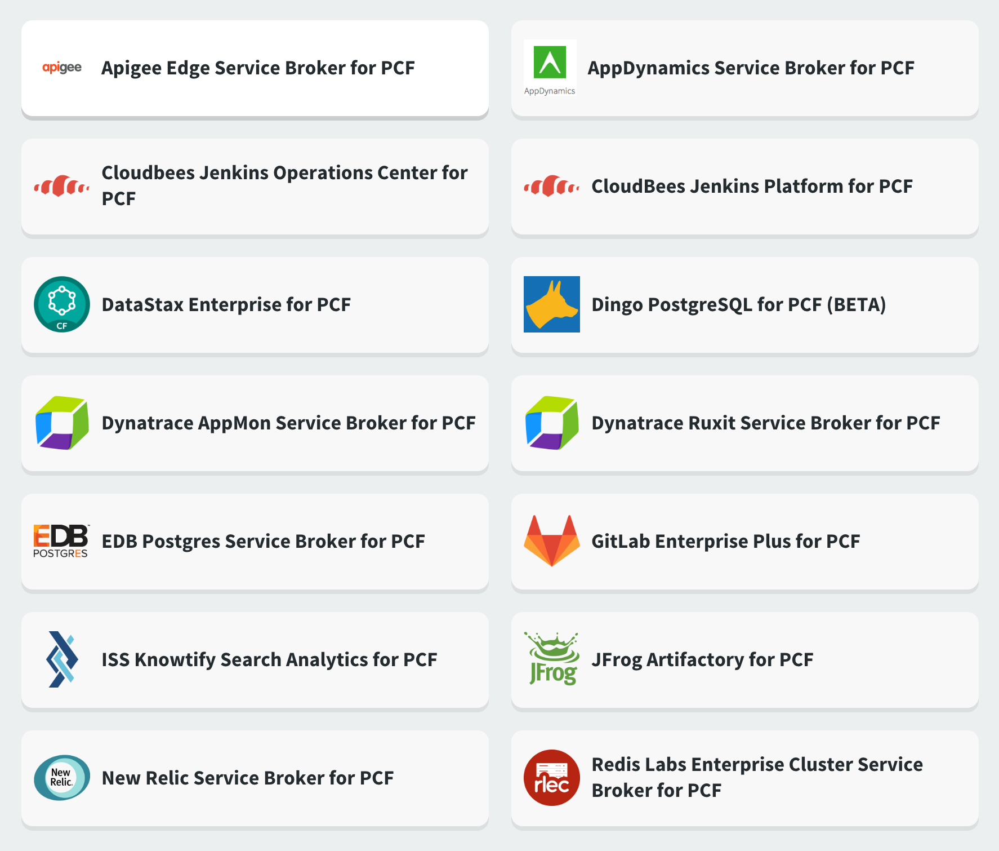 apigee
Apigee Edge Service Broker for PCF
AppDynamics
AppDynamics Service Broker for PCF
Cloudbees Jenkins Operations Center for
PCF
CloudBees Jenkins Platform for PCF
CF
DataStax Enterprise for PCF
Dingo PostgreSQL for PCF (BETA)
Dynatrace AppMon Service Broker for PCF
Dynatrace Ruxit Service Broker for PCF
EDB™
POSTGRES
EDB Postgres Service Broker for PCF
GitLab Enterprise Plus for PCF
ISS Knowtify Search Analytics for PCF
JFrog
JFrog Artifactory for PCF
New
Relic.
New Relic Service Broker for PCF
rlec
Redis Labs Enterprise Cluster Service
Broker for PCF